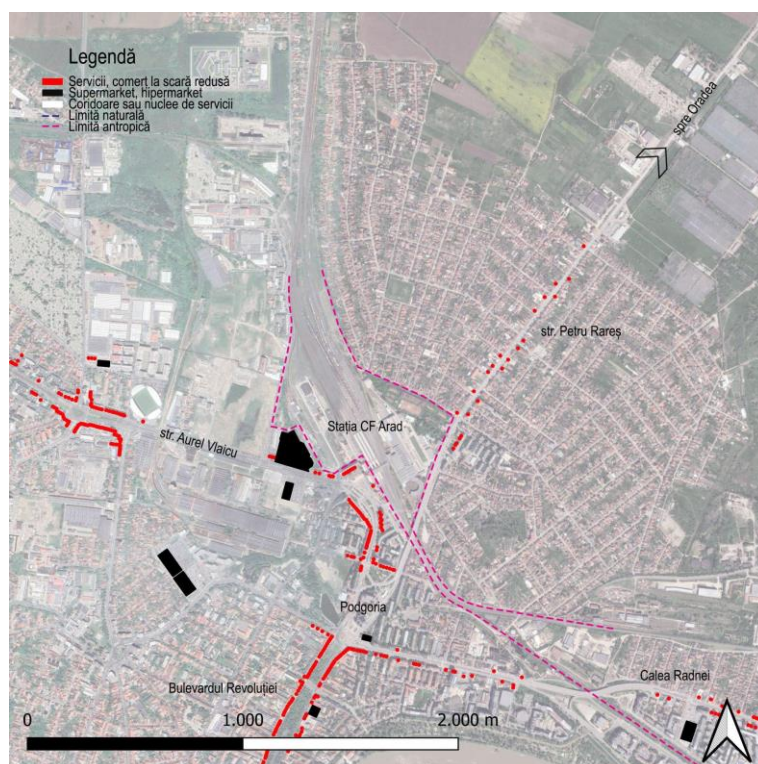 Legendă
Servicii, comerț la scară redusă
Supermarket, hipermarket
Coridoare sau nuclee de servicii
Limită naturală
Limită antropică
spre Oradea
str. Petru Rareș
Stația CF Arad
str. Aurel Vlaicu
Podgoria
Bulevardul Revoluției
Calea Radnei
0
1.000
2.000 m